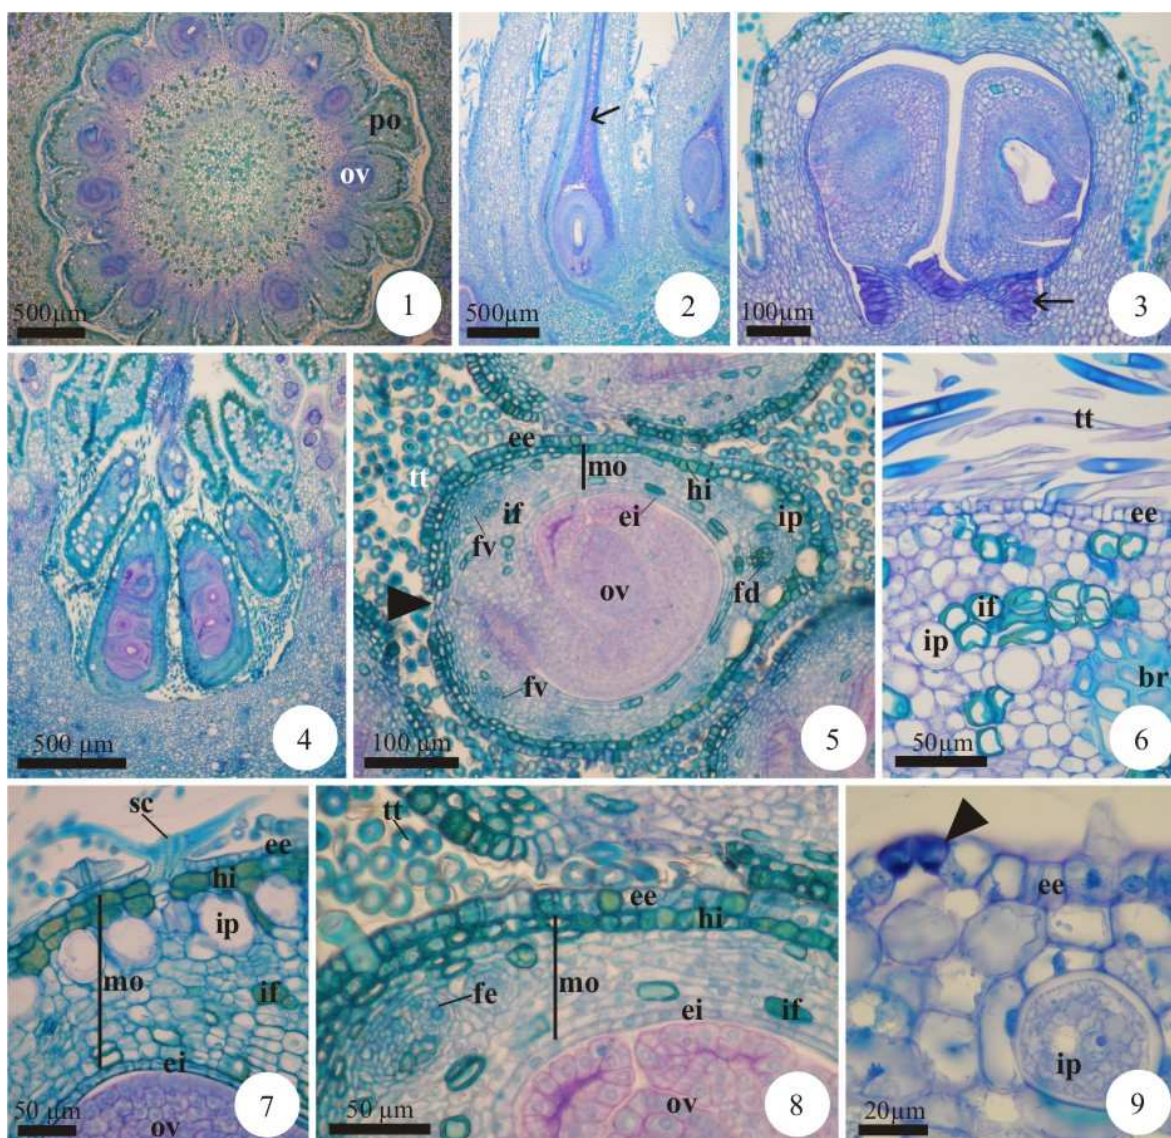 po
ov
500µm
1
500µm
2
100µm
3
500 µm
4
ee
tt
mo
hi
if
ei
ip
fv
ov
fd
fv
100 µm
5
tt
ee
if
ip
br
50µm
6
sc
ee
hi
ip
mo
if
ei
50 µm
ov
7
tt
ee
hi
mo
fe
ei
if
50 µm
ov
8
ee
ip
20µm
9